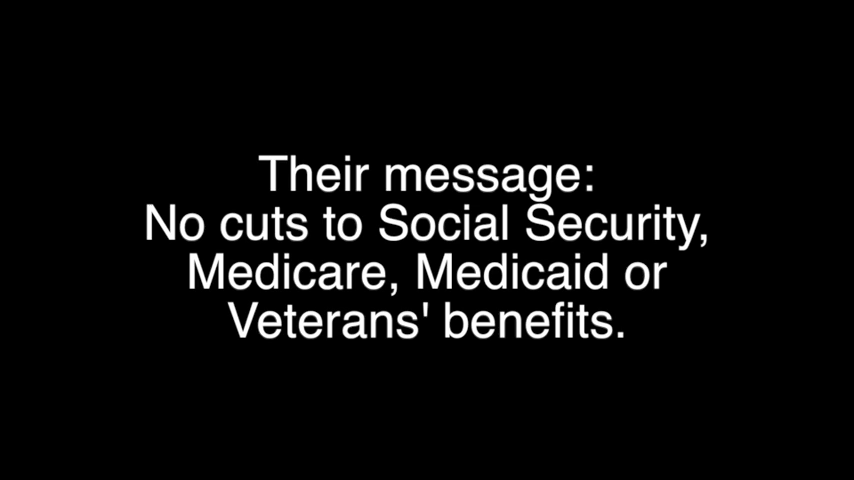 Their message:
No cuts to Social Security,
Medicare, Medicaid or
Veterans' benefits.